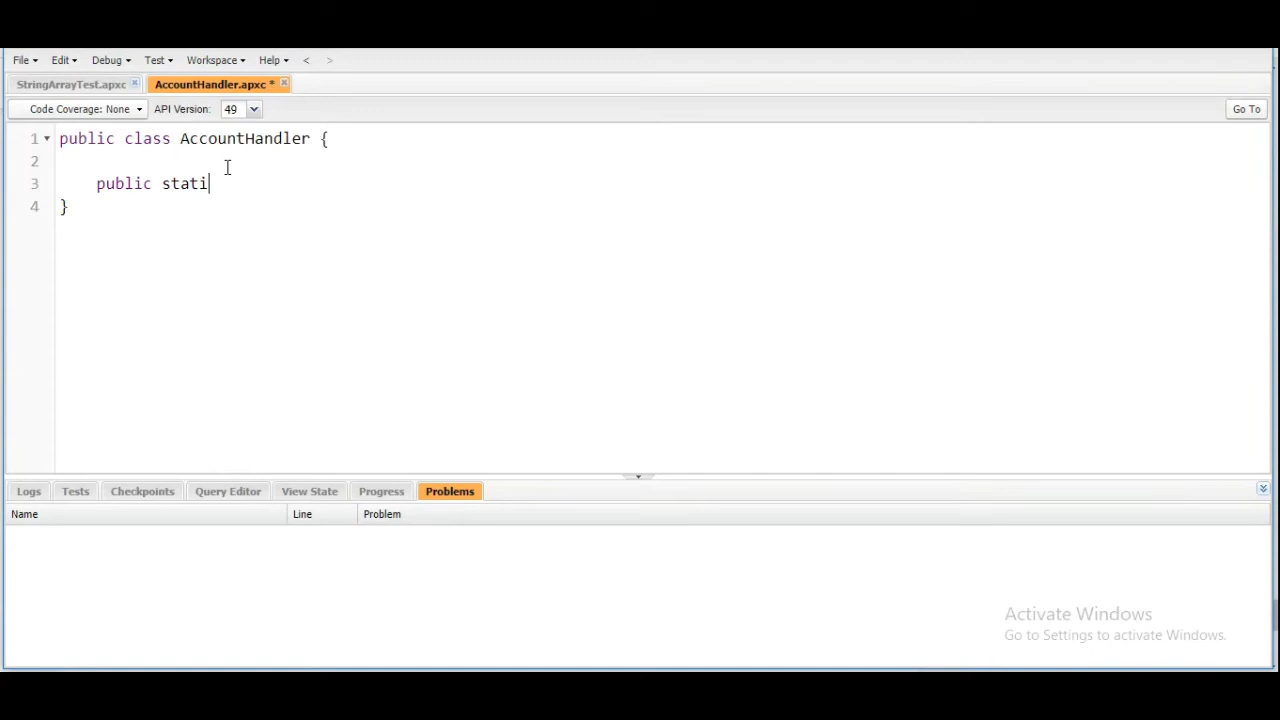 File Edit Debug Test Workspace Help < >
StringArrayTest.apxc AccountHandler.apxc *
Code Coverage: None API Version: 49 Go To
1 public class AccountHandler {
2
3 public stati
4 }
Logs Tests Checkpoints Query Editor View State Progress Problems
Name Line Problem
Activate Windows
Go to Settings to activate Windows.